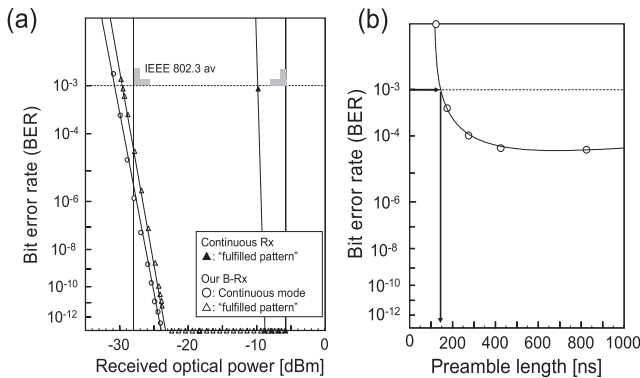 (a)
IEEE 802.3 av
10-3
10-4
10-6
10-8
10-10
10-12
Bit error rate (BER)
Continuous Rx
▲: “fulfilled pattern”
Our B-Rx
○: Continuous mode
△: “fulfilled pattern”
-30
-20
-10
0
Received optical power [dBm]
(b)
10-3
10-4
10-6
10-8
10-10
10-12
Bit error rate (BER)
0
200
400
600
800
1000
Preamble length [ns]